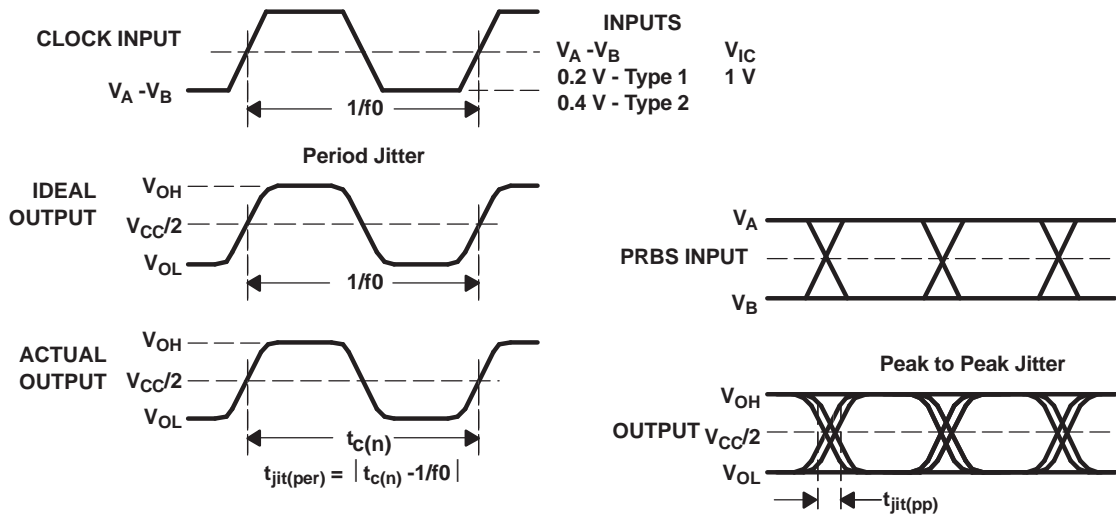 CLOCK INPUT
VA -VB
1/f0
INPUTS
VA -VB VIC
0.2 V - Type 1 1 V
0.4 V - Type 2
Period Jitter
IDEAL
OUTPUT
VOH
VCC/2
VOL
1/f0
ACTUAL
OUTPUT
VOH
VCC/2
VOL
tc(n)
tjit(per) = | tc(n) -1/f0 |
VA
PRBS INPUT
VB
Peak to Peak Jitter
VOH
OUTPUT VCC/2
VOL
tjit(pp)